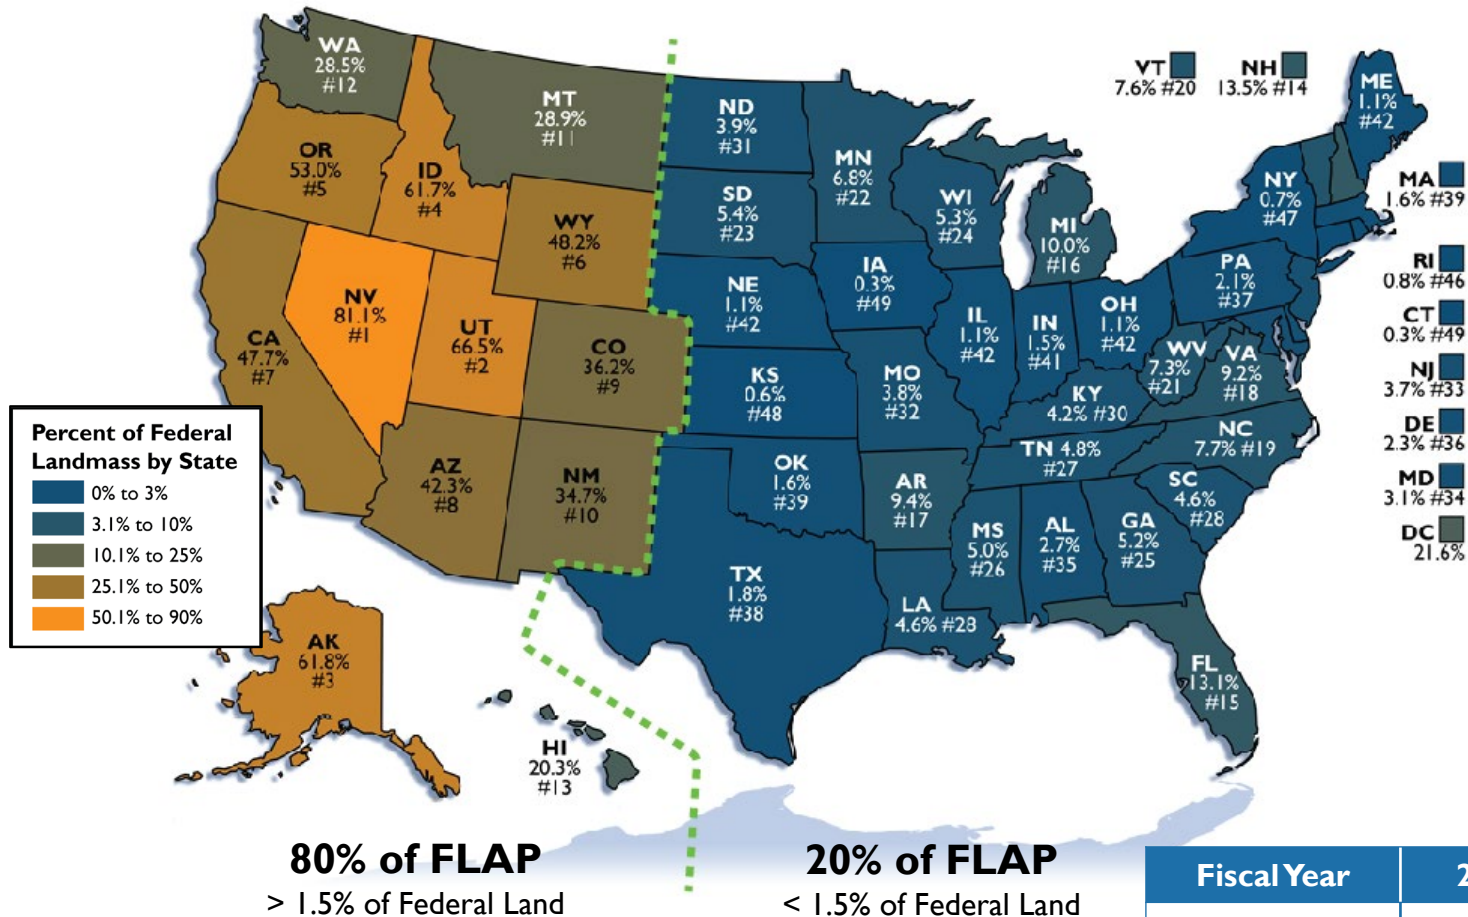 WA
28.5%
#12
MT
28.9%
#11
OR
53.0%
#5
ID
61.7%
#4
WY
48.2%
#6
NV
81.1%
#1
UT
66.5%
#2
CA
47.7%
#7
CO
36.2%
#9
AZ
42.3%
#8
NM
34.7%
#10
AK
61.8%
#3
HI
20.3%
#13
ND
3.9%
#31
SD
5.4%
#23
NE
1.1%
#42
KS
0.6%
#48
OK
1.6%
#39
TX
1.8%
#38
MN
6.8%
#22
IA
0.3%
#49
MO
3.8%
#32
AR
9.4%
#17
LA
4.6% #28
WI
5.3%
#24
IL
1.1%
#42
MI
10.0%
#16
IN
1.5%
#41
OH
1.1%
#42
KY
4.2% #30
TN 4.8%
#27
MS
5.0%
#26
AL
2.7%
#35
GA
5.2%
#25
FL
13.1%
#15
SC
4.6%
#28
NC
7.7% #19
WV
7.3%
#21
VA
9.2%
#18
PA
2.1%
#37
NY
0.7%
#47
ME
1.1%
#42
VT
7.6% #20
NH
13.5% #14
MA
1.6% #39
RI
0.8% #46
CT
0.3% #49
NJ
3.7% #33
DE
2.3% #36
MD
3.1% #34
DC
21.6%
Percent of Federal
Landmass by State
0% to 3%
3.1% to 10%
10.1% to 25%
25.1% to 50%
50.1% to 90%
80% of FLAP
> 1.5% of Federal Land
20% of FLAP
< 1.5% of Federal Land
Fiscal Year
2